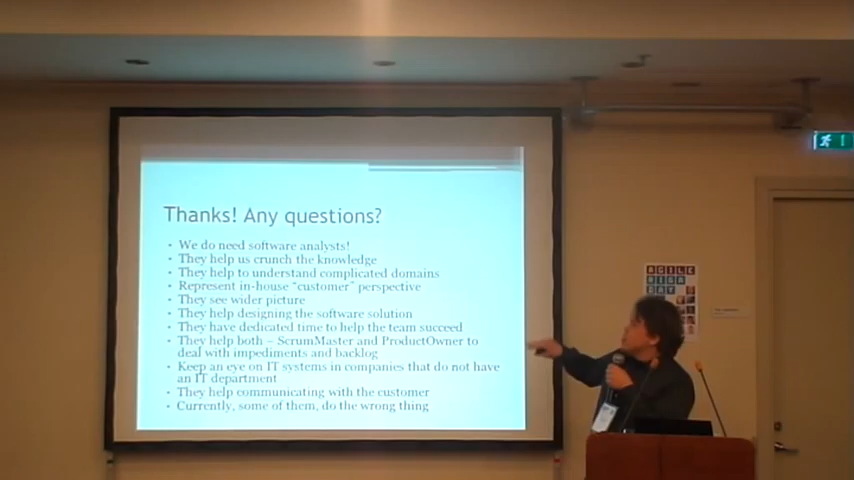 Thanks! Any questions?
• We do need software analysts!
• They help us crunch the knowledge
• They help to understand complicated domains
• Represent in-house “customer” perspective
• They see wider picture
• They help designing the software solution
• They have dedicated time to help the team succeed
• They help both – ScrumMaster and ProductOwner to
deal with impediments and backlog
• Keep an eye on IT systems in companies that do not have
an IT department
• They help communicating with the customer
• Currently, some of them, do the wrong thing
AGILE
RIGA
DAY